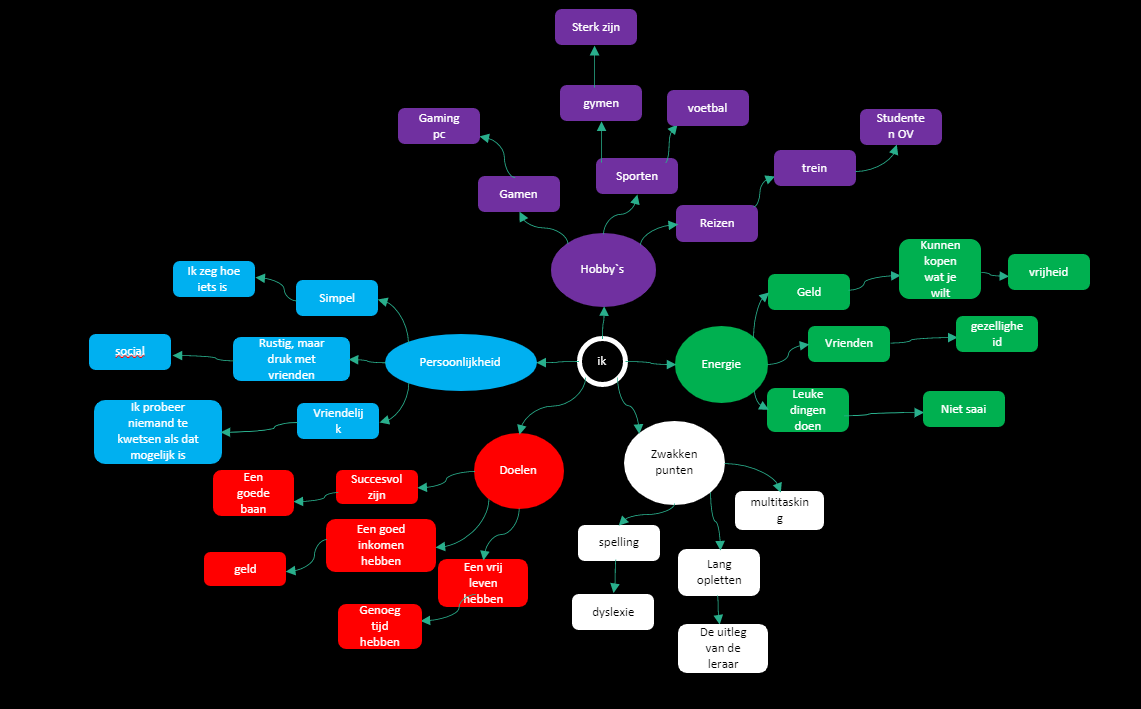 Sterk zijn
gymen
voetbal
Gaming
pc
Studente
n OV
trein
Sporten
Gamen
Reizen
Hobby`s
Kunnen
kopen
wat je
wilt
vrijheid
Geld
Ik zeg hoe
iets is
Simpel
gezellighe
id
Vrienden
social
Rustig, maar
druk met
vrienden
Persoonlijkheid
ik
Energie
Leuke
dingen
doen
Niet saai
Ik probeer
niemand te
kwetsen als dat
mogelijk is
Vriendelij
k
Doelen
Zwakken
punten
Een
goede
baan
Succesvol
zijn
multitaskin
g
Een goed
inkomen
hebben
spelling
geld
Een vrij
leven
hebben
Lang
opletten
Genoeg
tijd
hebben
dyslexie
De uitleg
van de
leraar